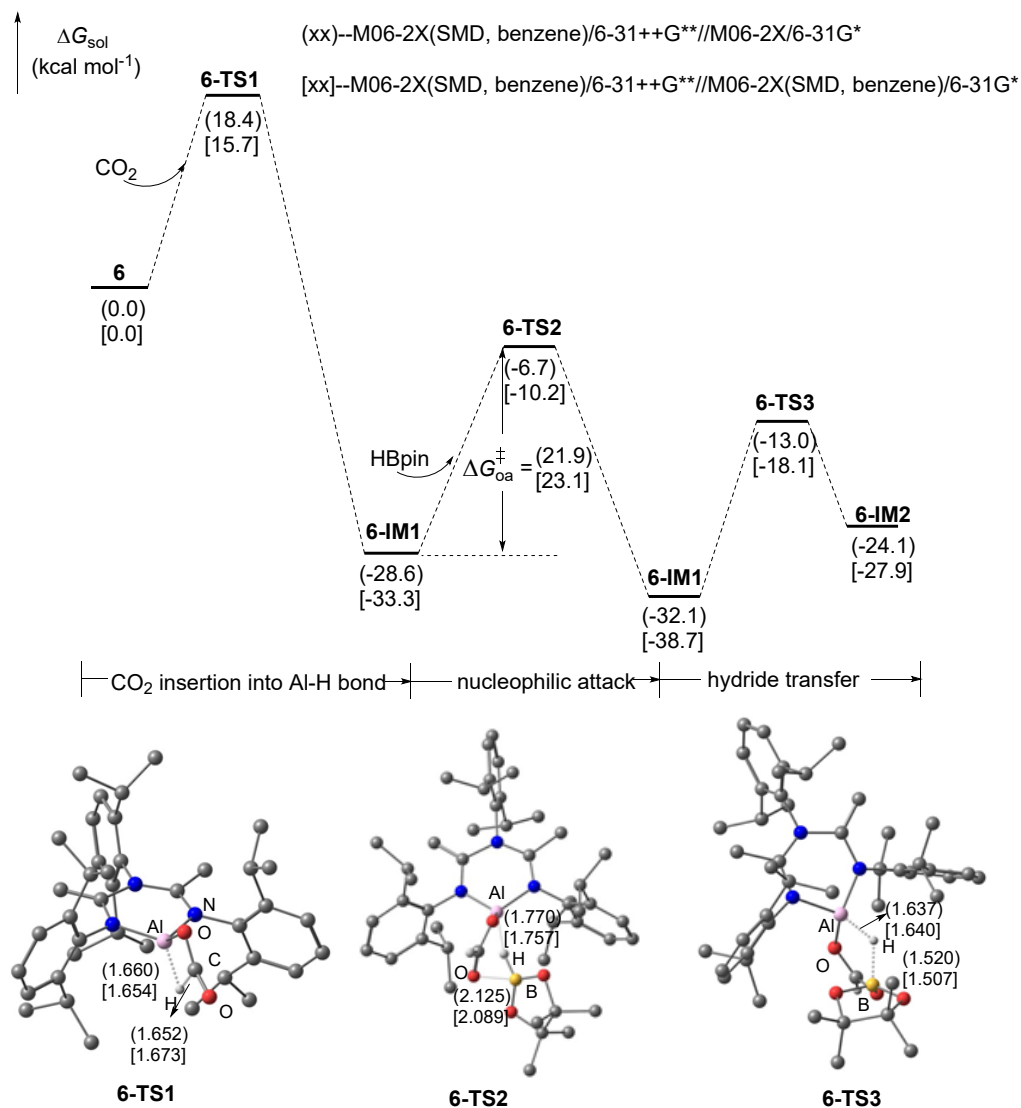 ΔGsol
(kcal mol-1)
(xx)--M06-2X(SMD, benzene)/6-31++G**//M06-2X/6-31G*
[xx]--M06-2X(SMD, benzene)/6-31++G**//M06-2X(SMD, benzene)/6-31G*
6-TS1
(18.4)
[15.7]
CO2
6
(0.0)
[0.0]
6-TS2
(-6.7)
[-10.2]
HBpin
ΔG‡oa = (21.9)
[23.1]
6-TS3
(-13.0)
[-18.1]
6-IM1
(-28.6)
[-33.3]
6-IM2
(-24.1)
[-27.9]
6-IM1
(-32.1)
[-38.7]
CO2 insertion into Al-H bond
nucleophilic attack
hydride transfer
N
Al
O
C
H
O
(1.660)
[1.654]
(1.652)
[1.673]
6-TS1
Al
(1.770)
[1.757]
H
O
B
(2.125)
[2.089]
6-TS2
Al
(1.637)
[1.640]
H
O
(1.520)
[1.507]
B
6-TS3